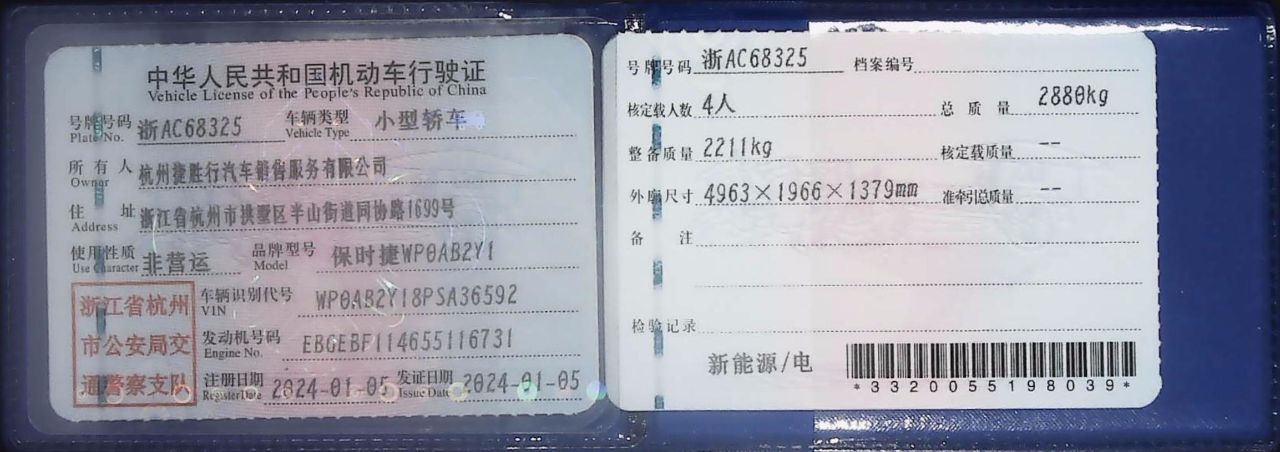 中华人民共和国机动车行驶证
Vehicle License of the People's Republic of China
号牌号码 浙AC68325 车辆类型 小型轿车
Plate No. Vehicle Type
所有人 杭州捷胜行汽车销售服务有限公司
Owner
住址 浙江省杭州市拱墅区半山街道同协路1699号
Address
使用性质 非营运 品牌型号 保时捷WP0AB2Y1
Use Character Model
浙江省杭州市公安局交通警察支队
车辆识别代号 WP0AB2Y18PSA36592
VIN
发动机号码 EBGEBF114655116731
Engine No.
注册日期 2024-01-05 发证日期 2024-01-05
Register Date Issue Date
号牌号码 浙AC68325 档案编号
核定载人数 4人 总质量 2880kg
整备质量 2211kg 核定载质量 --
外廓尺寸 4963×1966×1379mm 准牵引总质量 --
备注
检验记录
新能源/电
*3320055198039*